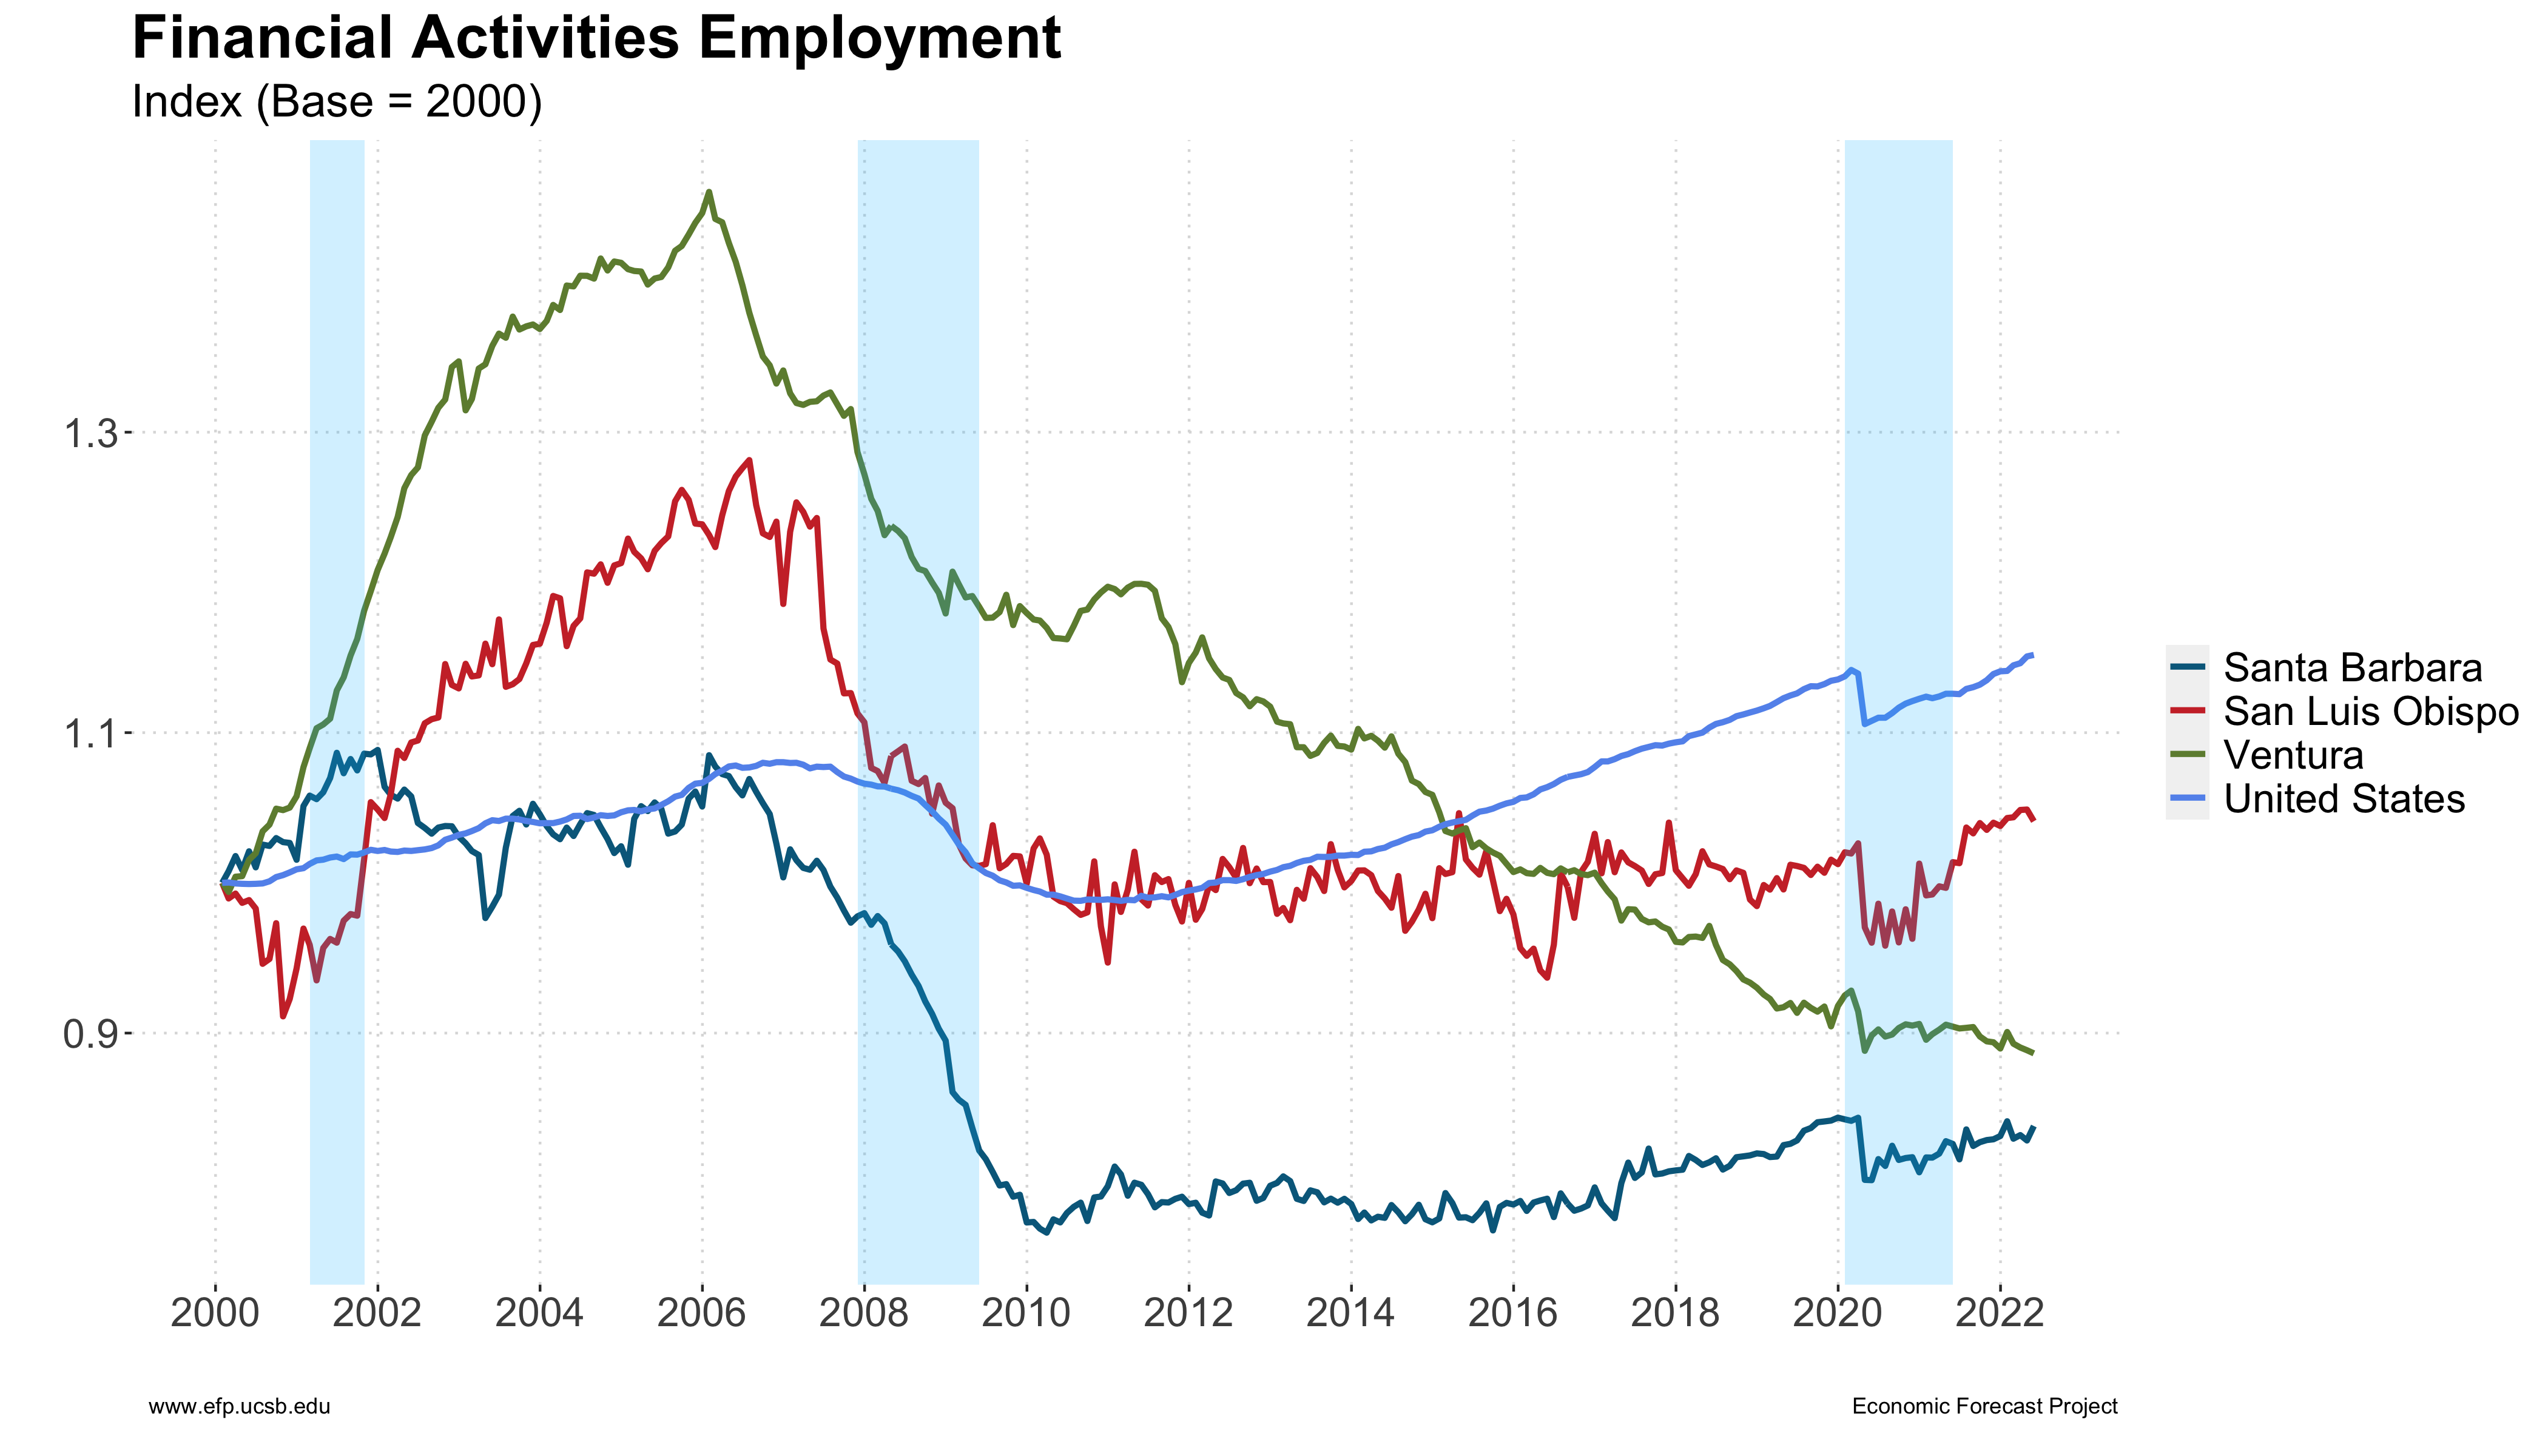 Financial Activities Employment
Index (Base = 2000)
1.3
1.1
0.9
Santa Barbara
San Luis Obispo
Ventura
United States
2000 2002 2004 2006 2008 2010 2012 2014 2016 2018 2020 2022
www.efp.ucsb.edu Economic Forecast Project